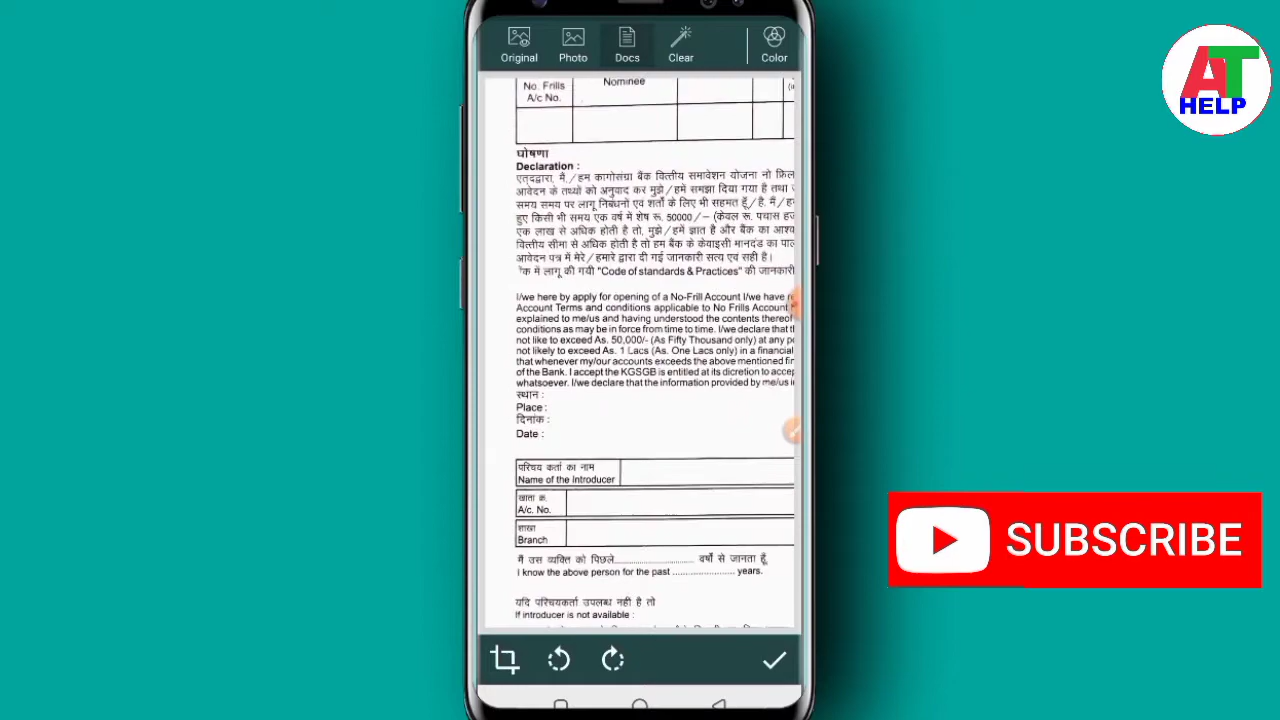 Original Photo Docs Clear Color
No. Frills
A/c No.
Nominee
घोषणा
Declaration :
एतद्द्वारा, मैं/हम कागोसंग्रा बैंक वित्तीय समावेशन योजना नो फ्रिल
आवेदन के तथ्यों को अनुवाद कर मुझे/हमें समझा दिया गया है तथा
समय समय पर लागू निबंधनों एवं शर्तो के लिए भी सहमत हूँ/है. मैं/ह
हुए किसी भी समय एक वर्ष में शेष रू. 50000/– (केवल रू. पचास हज
एक लाख से अधिक होती है तो, मुझे/हमें ज्ञात है और बैंक का आश्य
वित्तीय सीमा से अधिक होती है तो हम बैंक के केवाइसी मानदंड का पाल
आवेदन पत्र में मेरे/हमारे द्वारा दी गई जानकारी सत्य एवं सही है।
में लागू की गयी "Code of standards & Practices" की जानकारी
I/we here by apply for opening of a No-Frill Account I/we have re
Account Terms and conditions applicable to No Frills Account
explained to me/us and having understood the contents thereof
conditions as may be in force from time to time. I/we declare that t
not like to exceed As. 50,000/- (As Fifty Thousand only) at any p
not likely to exceed As. 1 Lacs (As. One Lacs only) in a financial
that whenever my/our accounts exceeds the above mentioned fi
of the Bank. I accept the KGSGB is entitled at its discretion to accep
whatsoever. I/we declare that the information provided by me/us i
स्थान :
Place :
दिनांक :
Date :
परिचय कर्ता का नाम
Name of the Introducer
खाता क्र.
A/c. No.
शाखा
Branch
मैं उस व्यक्ति को पिछले........................ वर्षो से जानता हूँ
I know the above person for the past ...................... years.
यदि परिचयकर्ता उपलब्ध नही है तो
If introducer is not available :
AT
HELP
SUBSCRIBE